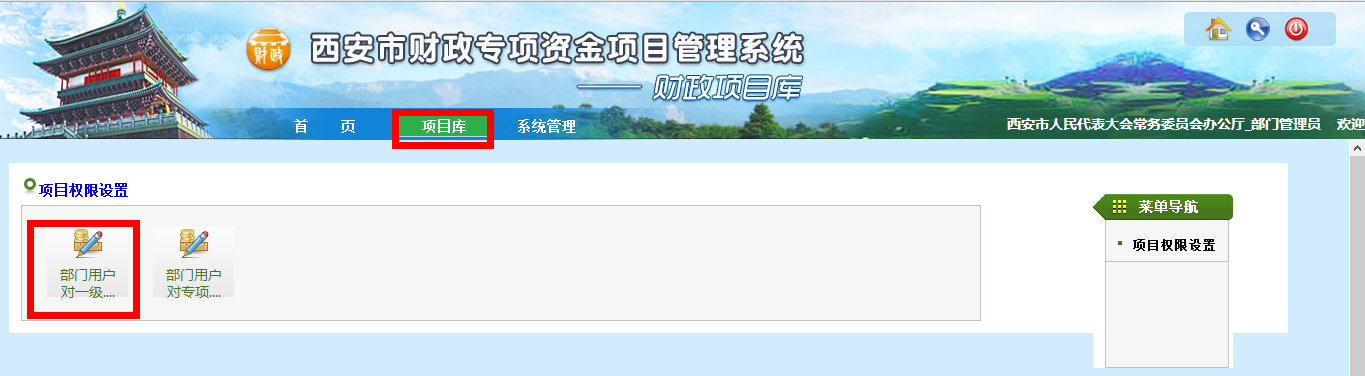 财政
西安市财政专项资金项目管理系统
——财政项目库
首 页
项目库
系统管理
西安市人民代表大会常务委员会办公厅_部门管理员 欢迎
项目权限设置
部门用户
对一级....
部门用户
对专项....
菜单导航
项目权限设置